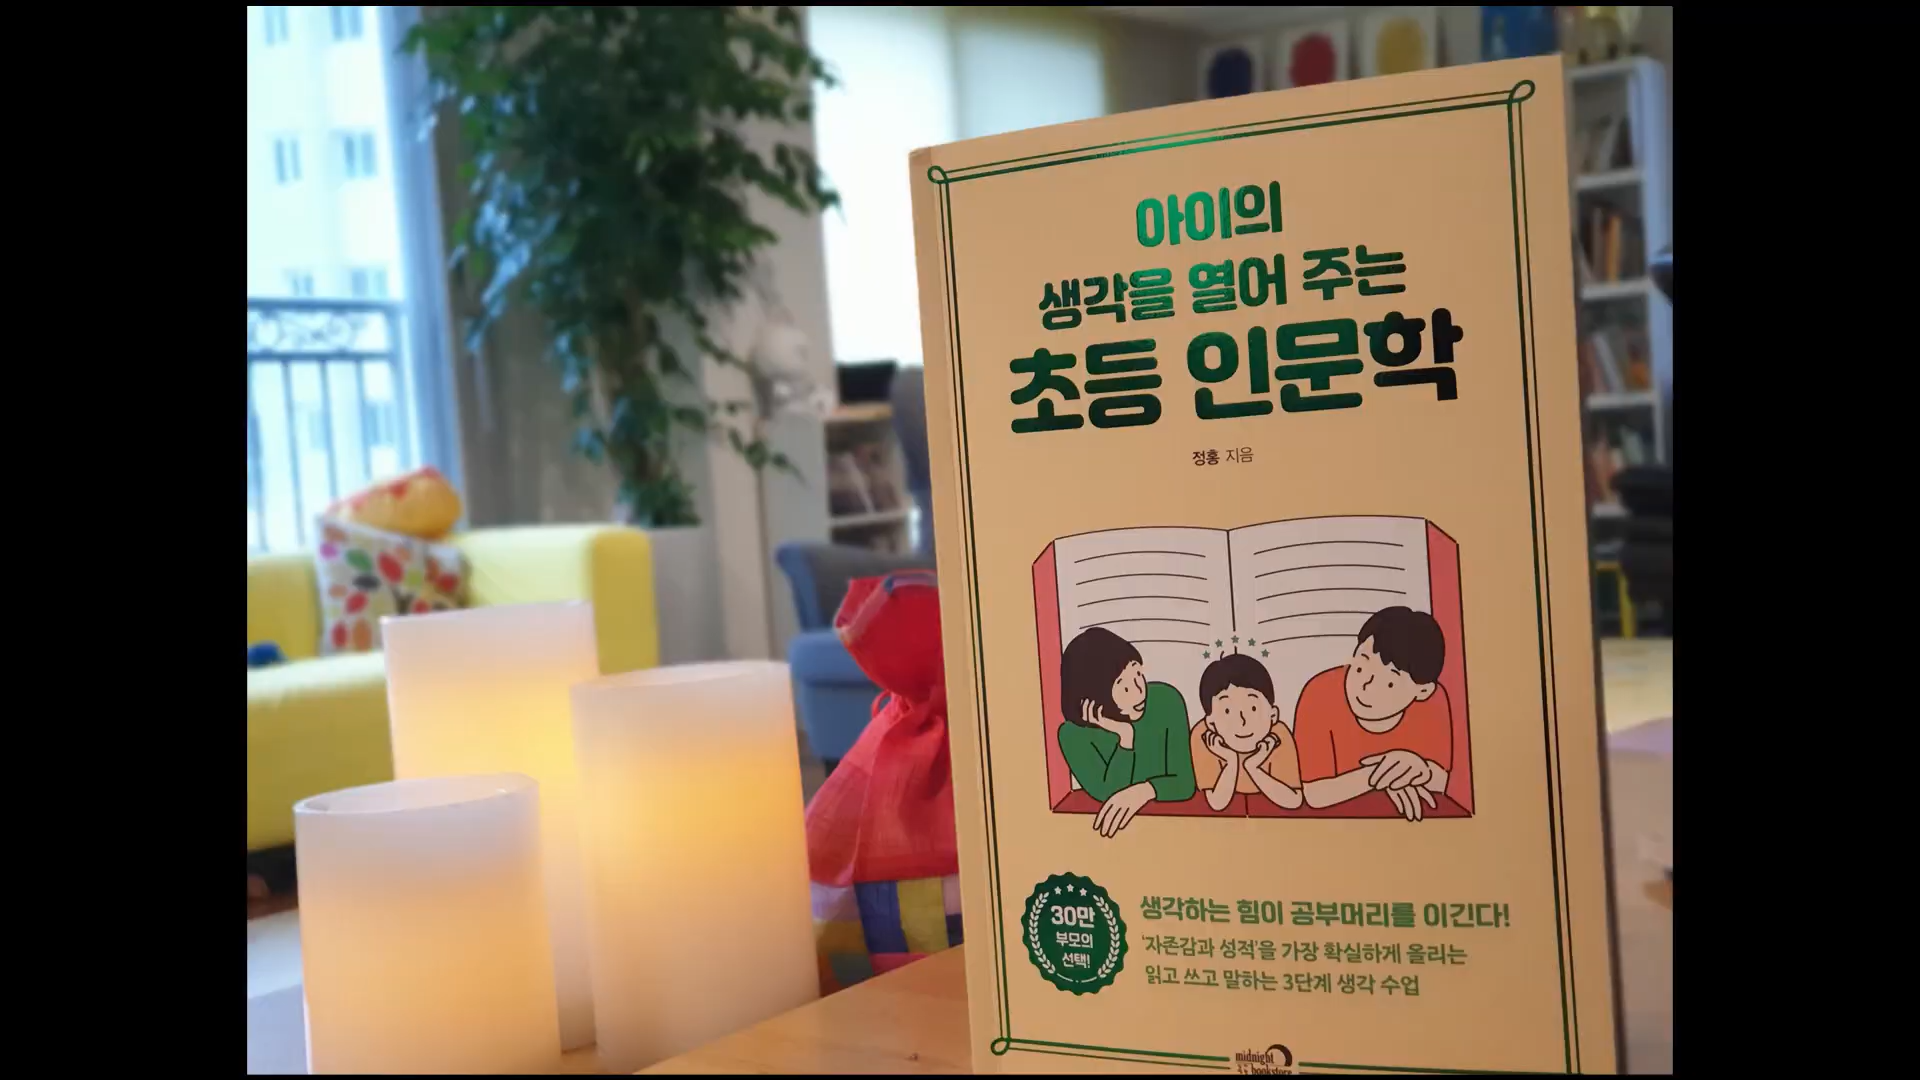 아이의
생각을 열어 주는
초등 인문학
정홍 지음
30만
부모의
선택!
생각하는 힘이 공부머리를 이긴다!
'자존감과 성적'을 가장 확실하게 올리는
읽고 쓰고 말하는 3단계 생각 수업
midnight
bookstore